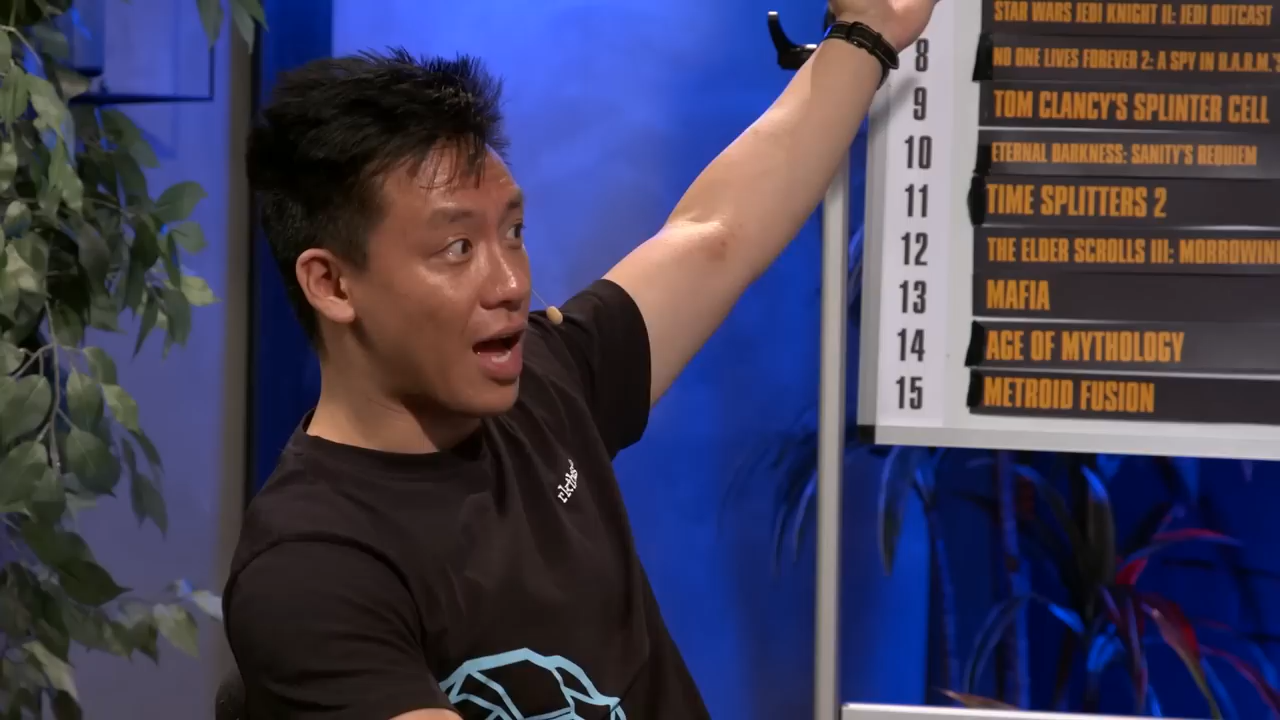 STAR WARS JEDI KNIGHT II: JEDI OUTCAST
8 NO ONE LIVES FOREVER 2: A SPY IN H.A.R.M.'S
9 TOM CLANCY'S SPLINTER CELL
10 ETERNAL DARKNESS: SANITY'S REQUIEM
11 TIME SPLITTERS 2
12 THE ELDER SCROLLS III: MORROWIN
13 MAFIA
14 AGE OF MYTHOLOGY
15 METROID FUSION